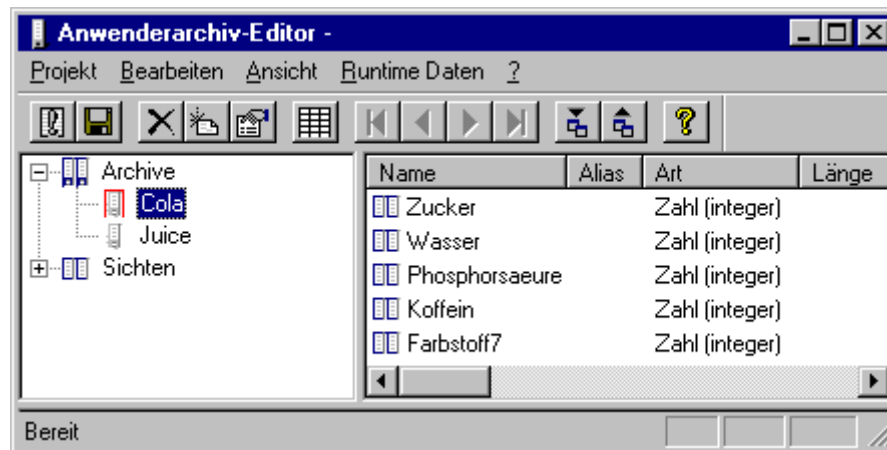 Anwenderarchiv-Editor -
Projekt Bearbeiten Ansicht Runtime Daten ?
Archive
Cola
Juice
Sichten
Name Alias Art Länge
Zucker Zahl (integer)
Wasser Zahl (integer)
Phosphorsaeure Zahl (integer)
Koffein Zahl (integer)
Farbstoff7 Zahl (integer)
Bereit